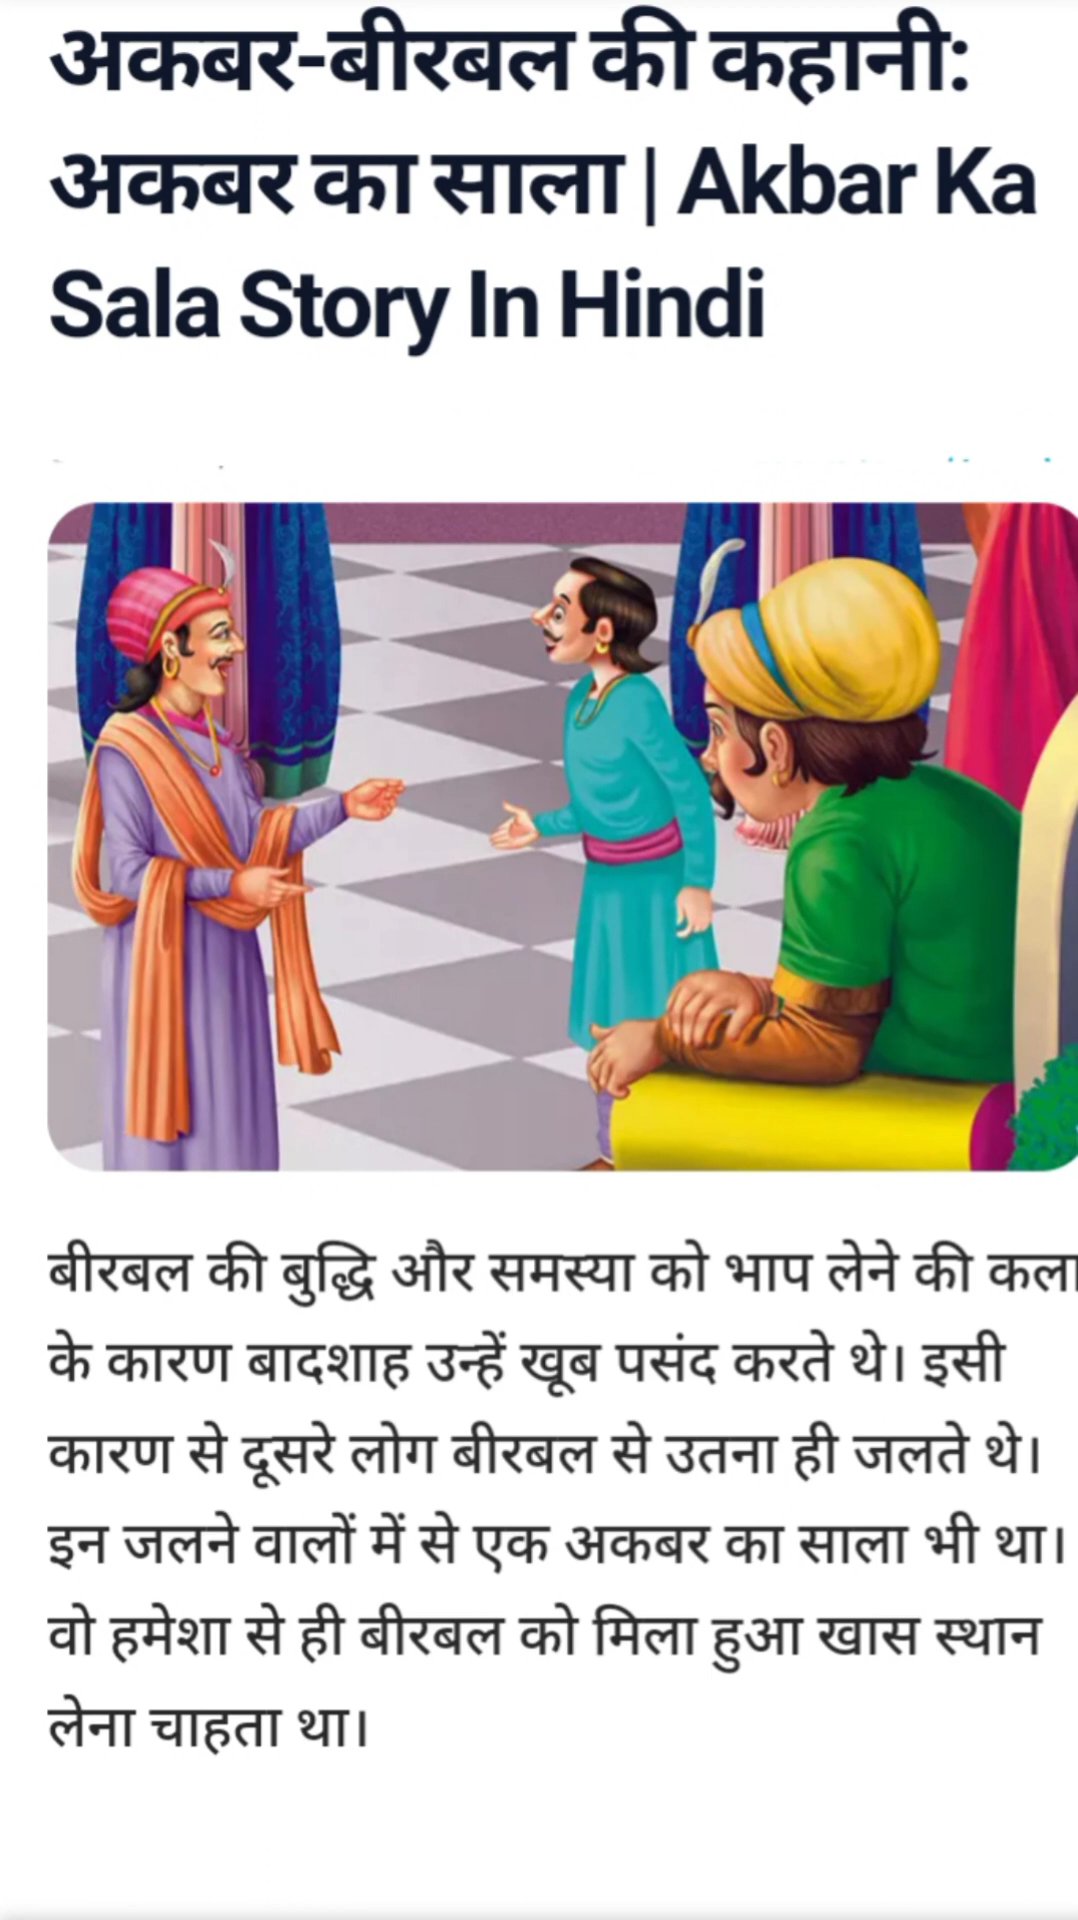 अकबर-बीरबल की कहानी:
अकबर का साला | Akbar Ka
Sala Story In Hindi
बीरबल की बुद्धि और समस्या को भाप लेने की कला
के कारण बादशाह उन्हें खूब पसंद करते थे। इसी
कारण से दूसरे लोग बीरबल से उतना ही जलते थे।
इन जलने वालों में से एक अकबर का साला भी था।
वो हमेशा से ही बीरबल को मिला हुआ खास स्थान
लेना चाहता था।